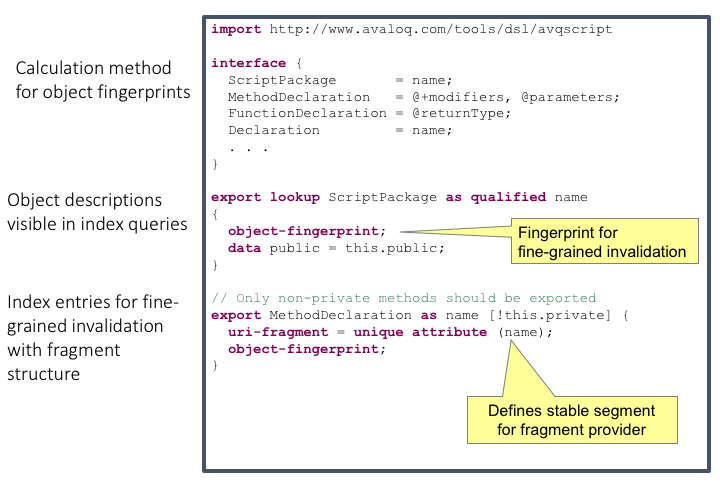 Calculation method
for object fingerprints
Object descriptions
visible in index queries
Index entries for fine-
grained invalidation
with fragment
structure
import http://www.avaloq.com/tools/dsl/avqscript
interface {
ScriptPackage = name;
MethodDeclaration = @+modifiers, @parameters;
FunctionDeclaration = @returnType;
Declaration = name;
. . .
}
export lookup ScriptPackage as qualified name
{
object-fingerprint;
data public = this.public;
}
// Only non-private methods should be exported
export MethodDeclaration as name [!this.private] {
uri-fragment = unique attribute (name);
object-fingerprint;
}
Fingerprint for
fine-grained invalidation
Defines stable segment
for fragment provider